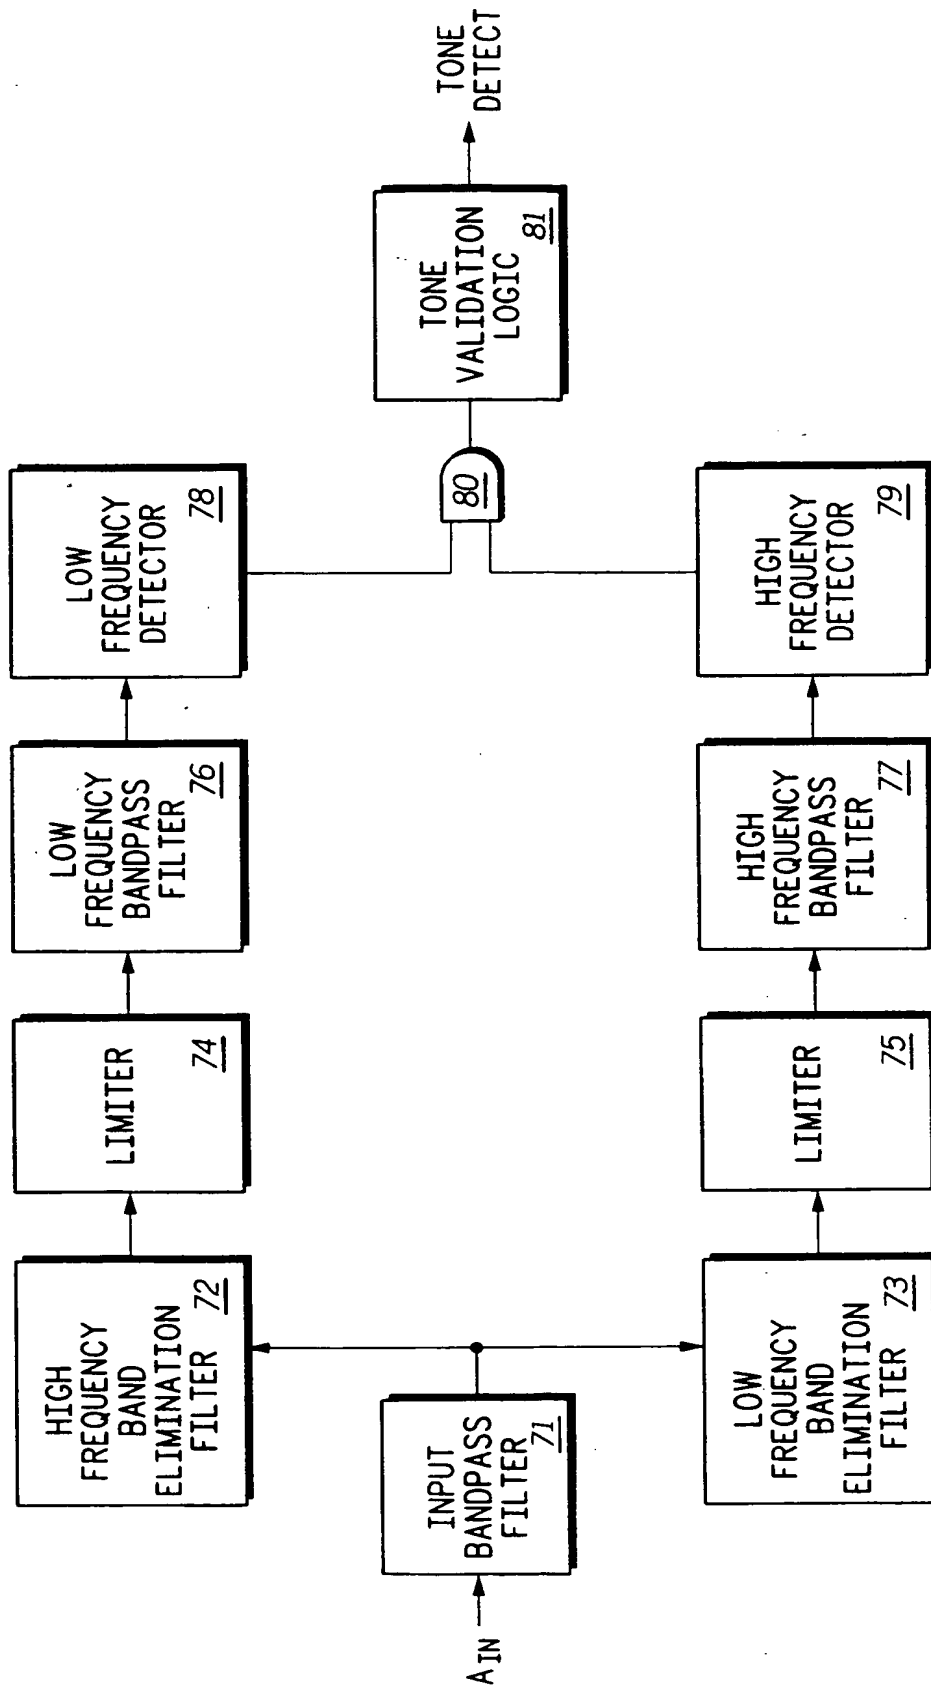 A IN
INPUT
BANDPASS
FILTER
71
HIGH
FREQUENCY
BAND
ELIMINATION
FILTER
72
LIMITER
74
LOW
FREQUENCY
BANDPASS
FILTER
76
LOW
FREQUENCY
DETECTOR
78
LOW
FREQUENCY
BAND
ELIMINATION
FILTER
73
LIMITER
75
HIGH
FREQUENCY
BANDPASS
FILTER
77
HIGH
FREQUENCY
DETECTOR
79
80
TONE
VALIDATION
LOGIC
81
TONE
DETECT